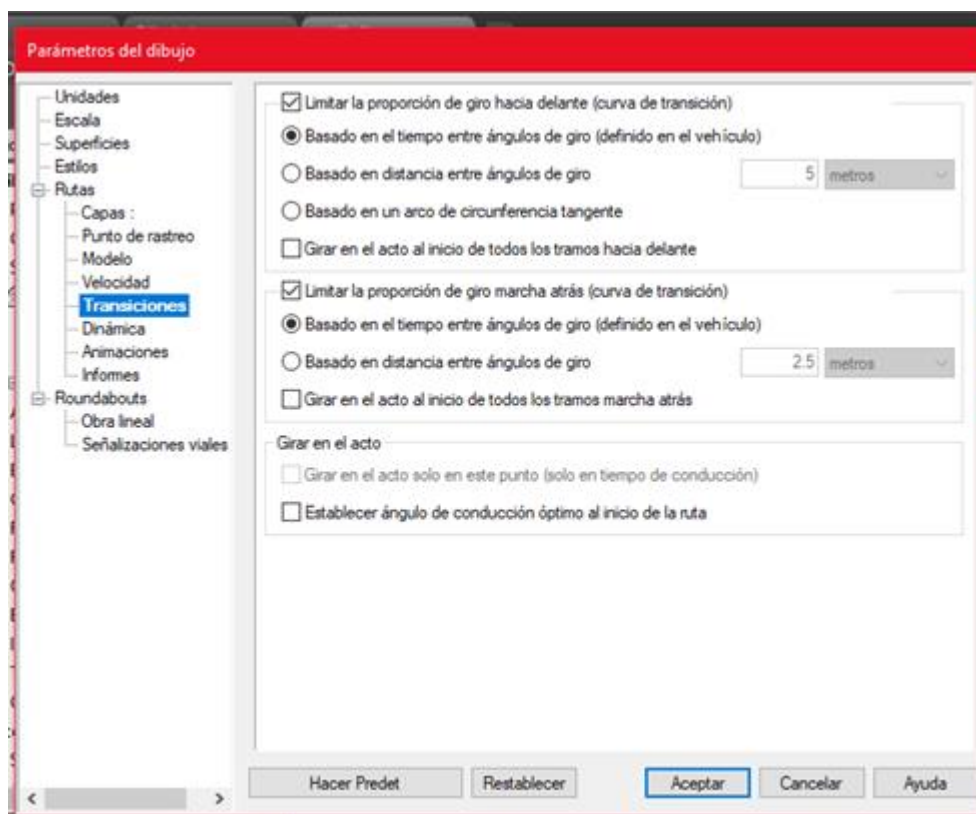 Parámetros del dibujo
Unidades
Escala
Superficies
Estilos
Rutas
Capas :
Punto de rastreo
Modelo
Velocidad
Transiciones
Dinámica
Animaciones
Informes
Roundabouts
Obra lineal
Señalizaciones viales
Limitar la proporción de giro hacia delante (curva de transición)
Basado en el tiempo entre ángulos de giro (definido en el vehículo)
Basado en distancia entre ángulos de giro 5 metros
Basado en un arco de circunferencia tangente
Girar en el acto al inicio de todos los tramos hacia delante
Limitar la proporción de giro marcha atrás (curva de transición)
Basado en el tiempo entre ángulos de giro (definido en el vehículo)
Basado en distancia entre ángulos de giro 2.5 metros
Girar en el acto al inicio de todos los tramos marcha atrás
Girar en el acto
Girar en el acto solo en este punto (solo en tiempo de conducción)
Establecer ángulo de conducción óptimo al inicio de la ruta
Hacer Predet Restablecer Aceptar Cancelar Ayuda